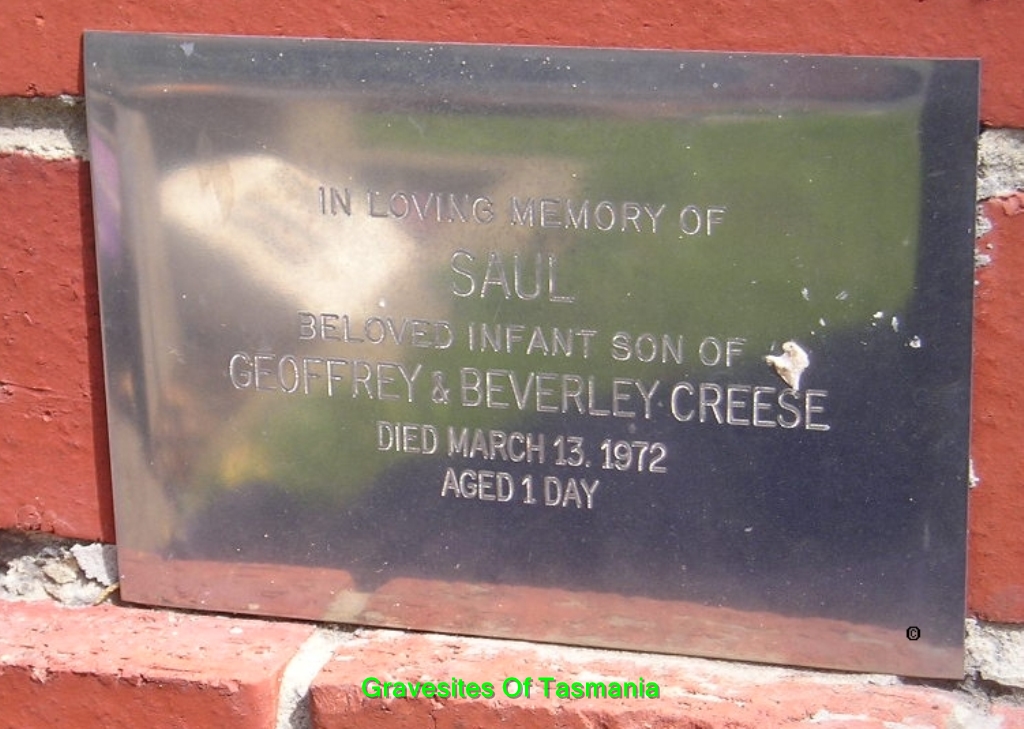 IN LOVING MEMORY OF
SAUL
BELOVED INFANT SON OF
GEOFFREY & BEVERLEY CREESE
DIED MARCH 13. 1972
AGED 1 DAY
©
Gravesites Of Tasmania